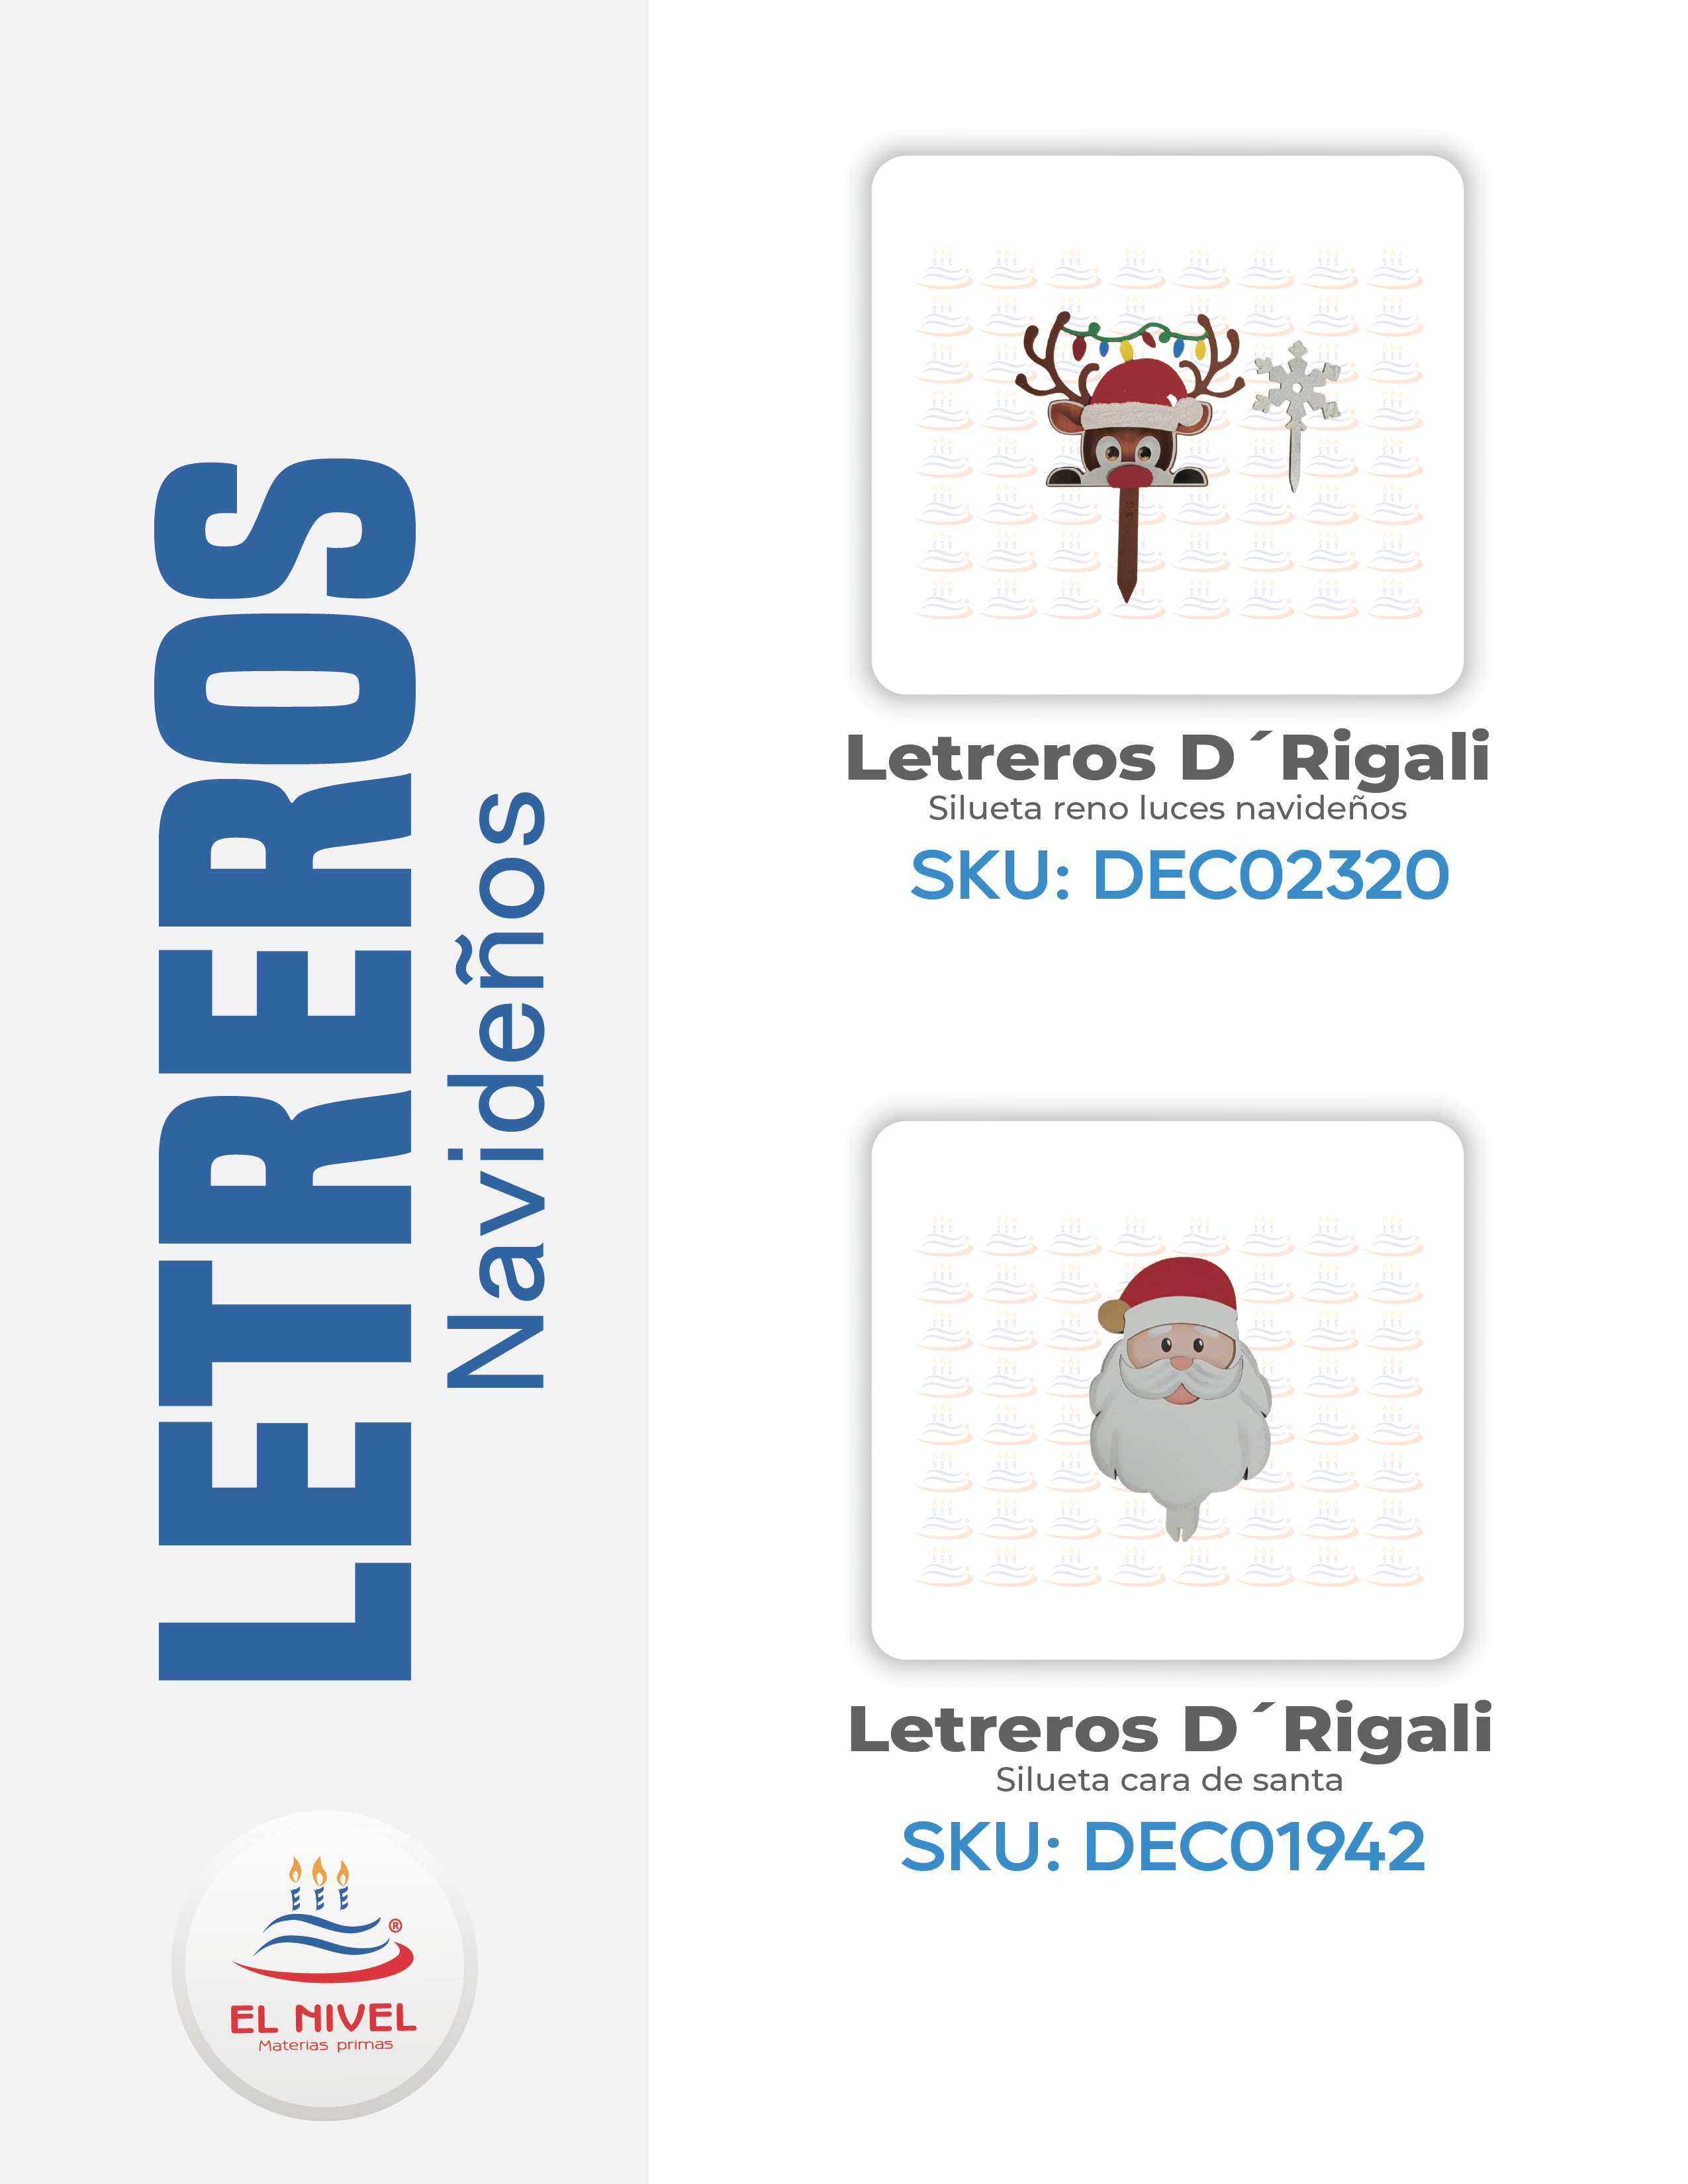 LETREROS
Navideños
Letreros D´Rigali
Silueta reno luces navideños
SKU: DEC02320
Letreros D´Rigali
Silueta cara de santa
SKU: DEC01942
®
EL NIVEL
Materias primas